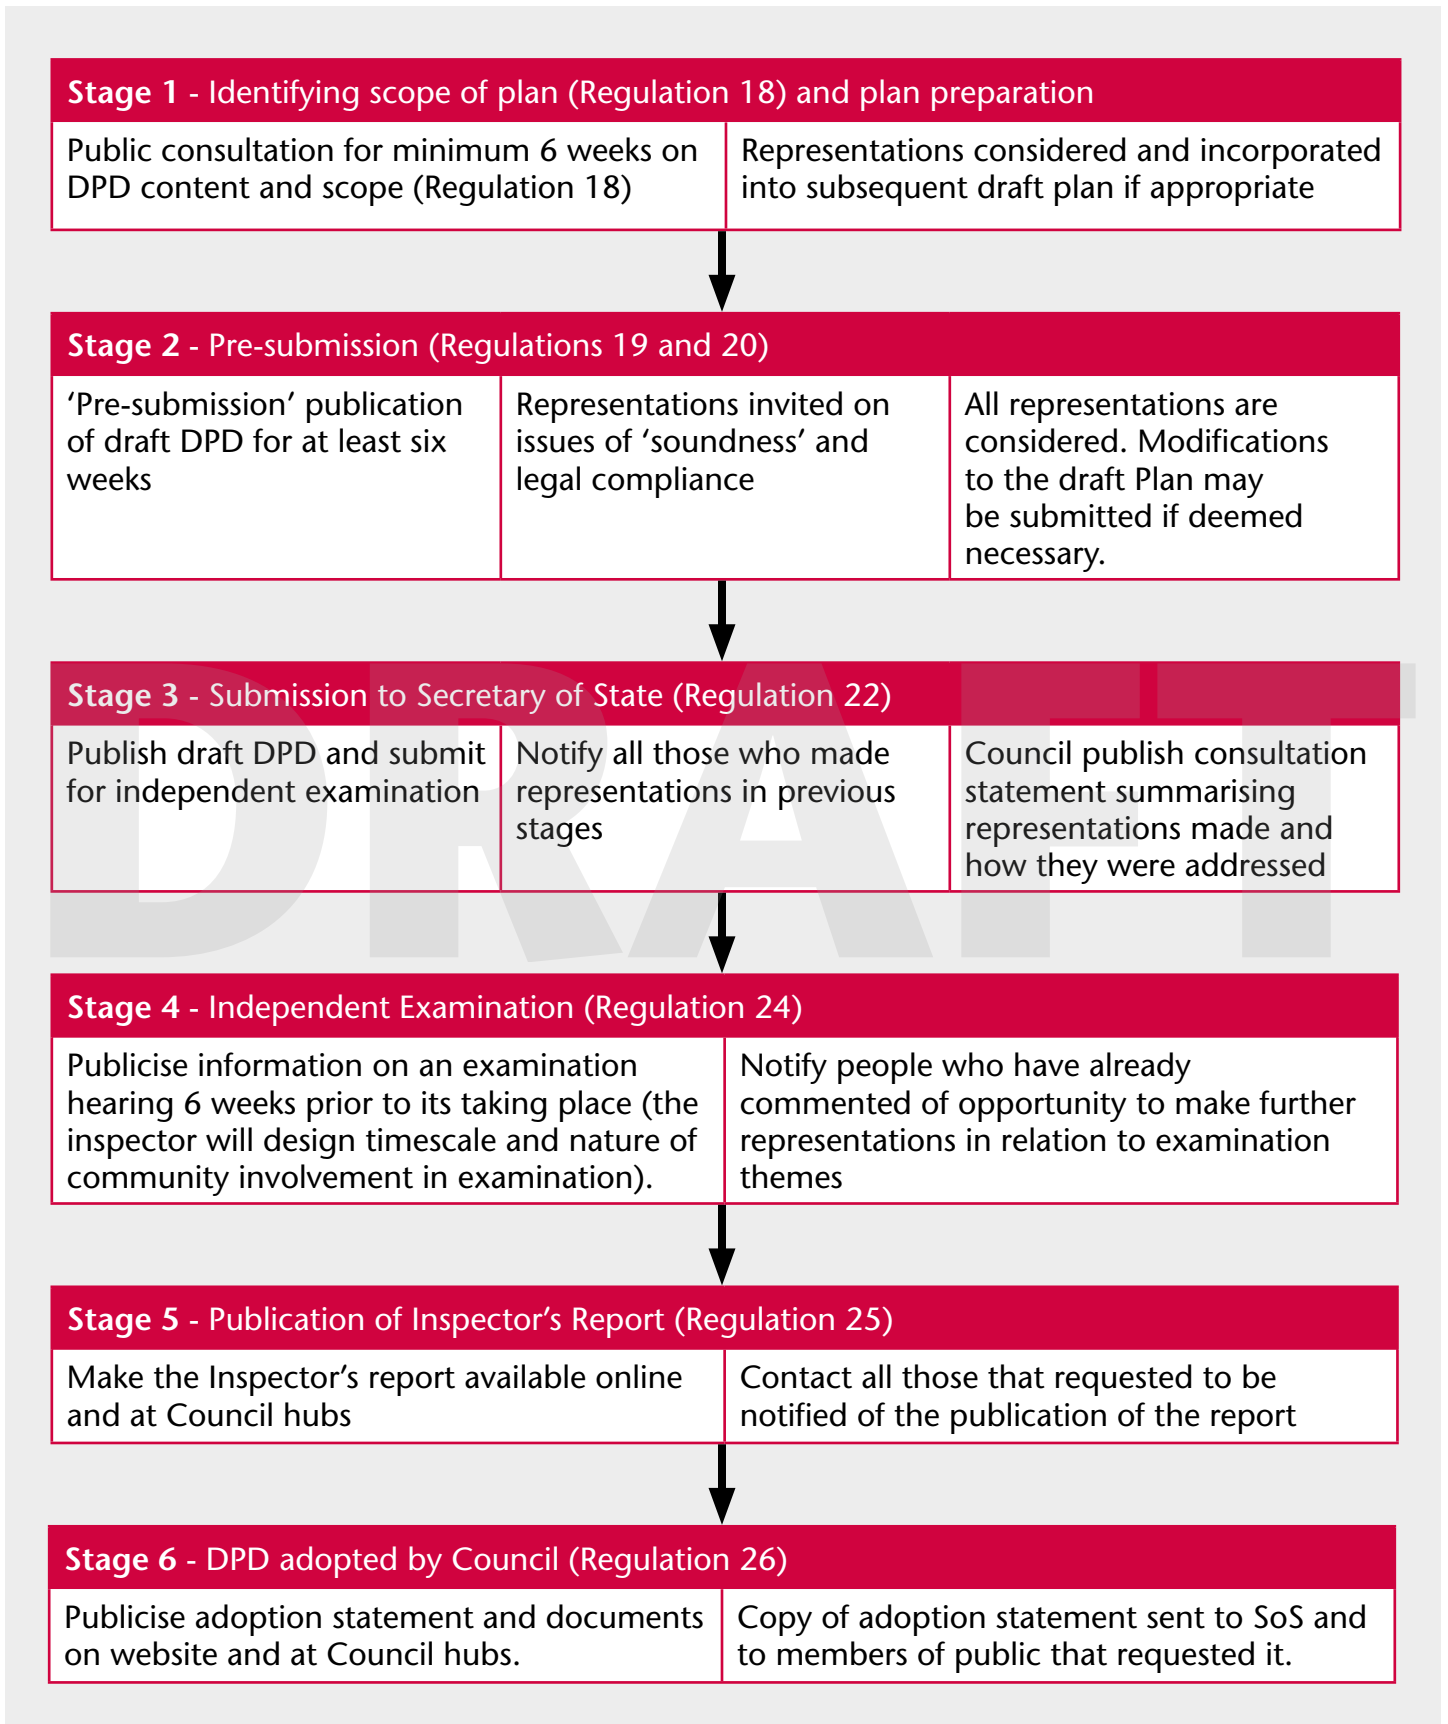 Stage 1 - Identifying scope of plan (Regulation 18) and plan preparation
Public consultation for minimum 6 weeks on
DPD content and scope (Regulation 18)
Representations considered and incorporated
into subsequent draft plan if appropriate
Stage 2 - Pre-submission (Regulations 19 and 20)
‘Pre-submission’ publication
of draft DPD for at least six
weeks
Representations invited on
issues of ‘soundness’ and
legal compliance
All representations are
considered. Modifications
to the draft Plan may
be submitted if deemed
necessary.
Stage 3 - Submission to Secretary of State (Regulation 22)
Publish draft DPD and submit
for independent examination
Notify all those who made
representations in previous
stages
Council publish consultation
statement summarising
representations made and
how they were addressed
DRAFT
Stage 4 - Independent Examination (Regulation 24)
Publicise information on an examination
hearing 6 weeks prior to its taking place (the
inspector will design timescale and nature of
community involvement in examination).
Notify people who have already
commented of opportunity to make further
representations in relation to examination
themes
Stage 5 - Publication of Inspector’s Report (Regulation 25)
Make the Inspector’s report available online
and at Council hubs
Contact all those that requested to be
notified of the publication of the report
Stage 6 - DPD adopted by Council (Regulation 26)
Publicise adoption statement and documents
on website and at Council hubs.
Copy of adoption statement sent to SoS and
to members of public that requested it.